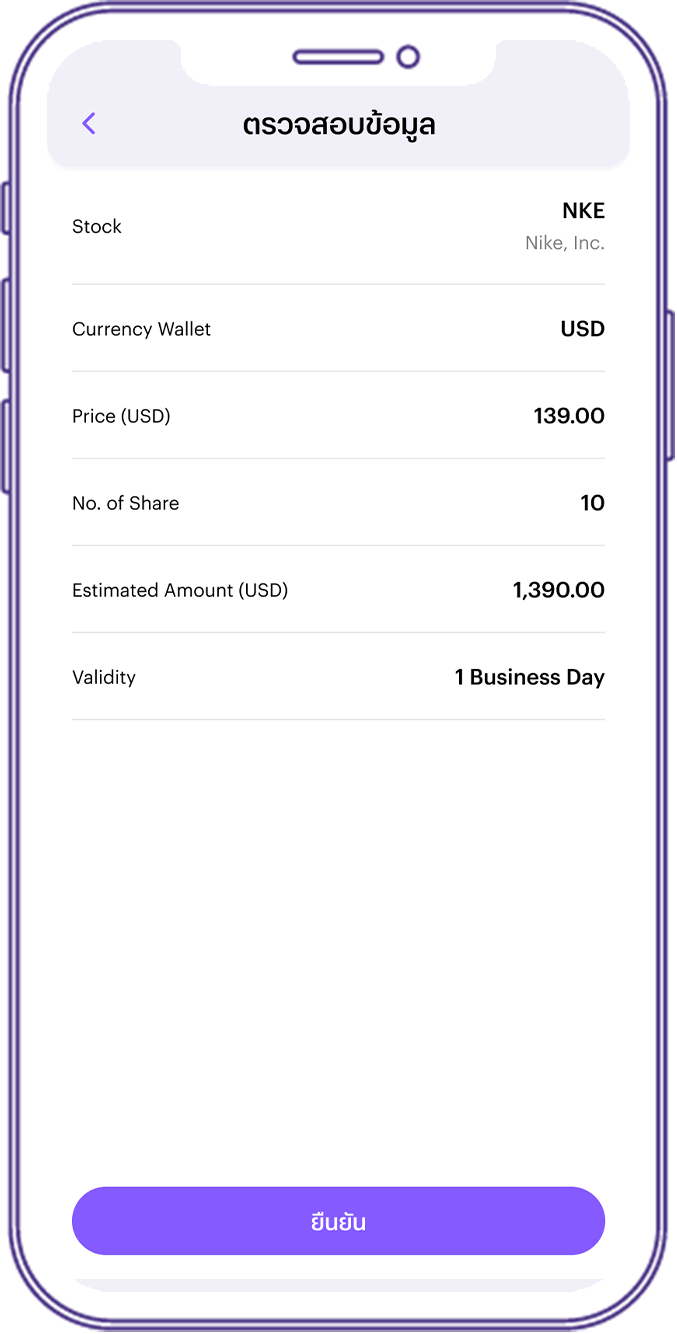 ตรวจสอบข้อมูล
Stock
NKE
Nike, Inc.
Currency Wallet
USD
Price (USD)
139.00
No. of Share
10
Estimated Amount (USD)
1,390.00
Validity
1 Business Day
ยืนยัน